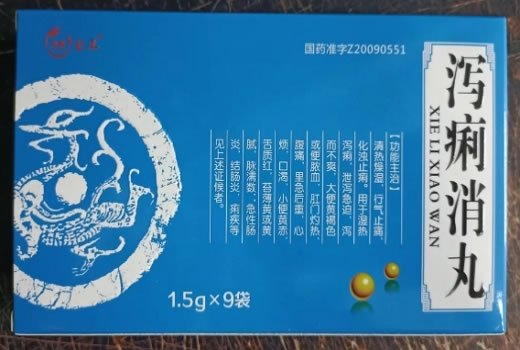 国药准字Z20090551
泻痢消丸
XIE LI XIAO WAN
【功能主治】
清热燥湿，行气止痛，
化浊止痢。用于湿热
泻痢，泄泻急迫，泻
而不爽，大便黄褐色
或便脓血，肛门灼热，
腹痛，里急后重，心
烦，口渴，小便黄赤，
舌质红，苔薄黄或黄
腻，脉濡数；急性肠
炎、结肠炎、痢疾等
见上述证候者。
1.5g×9袋